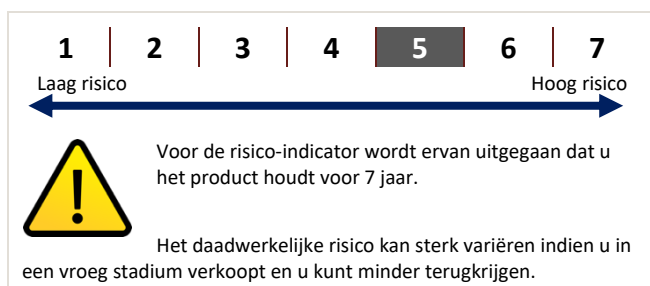 1 2 3 4 5 6 7
Laag risico Hoog risico
Voor de risico-indicator wordt ervan uitgegaan dat u
het product houdt voor 7 jaar.
Het daadwerkelijke risico kan sterk variëren indien u in
een vroeg stadium verkoopt en u kunt minder terugkrijgen.